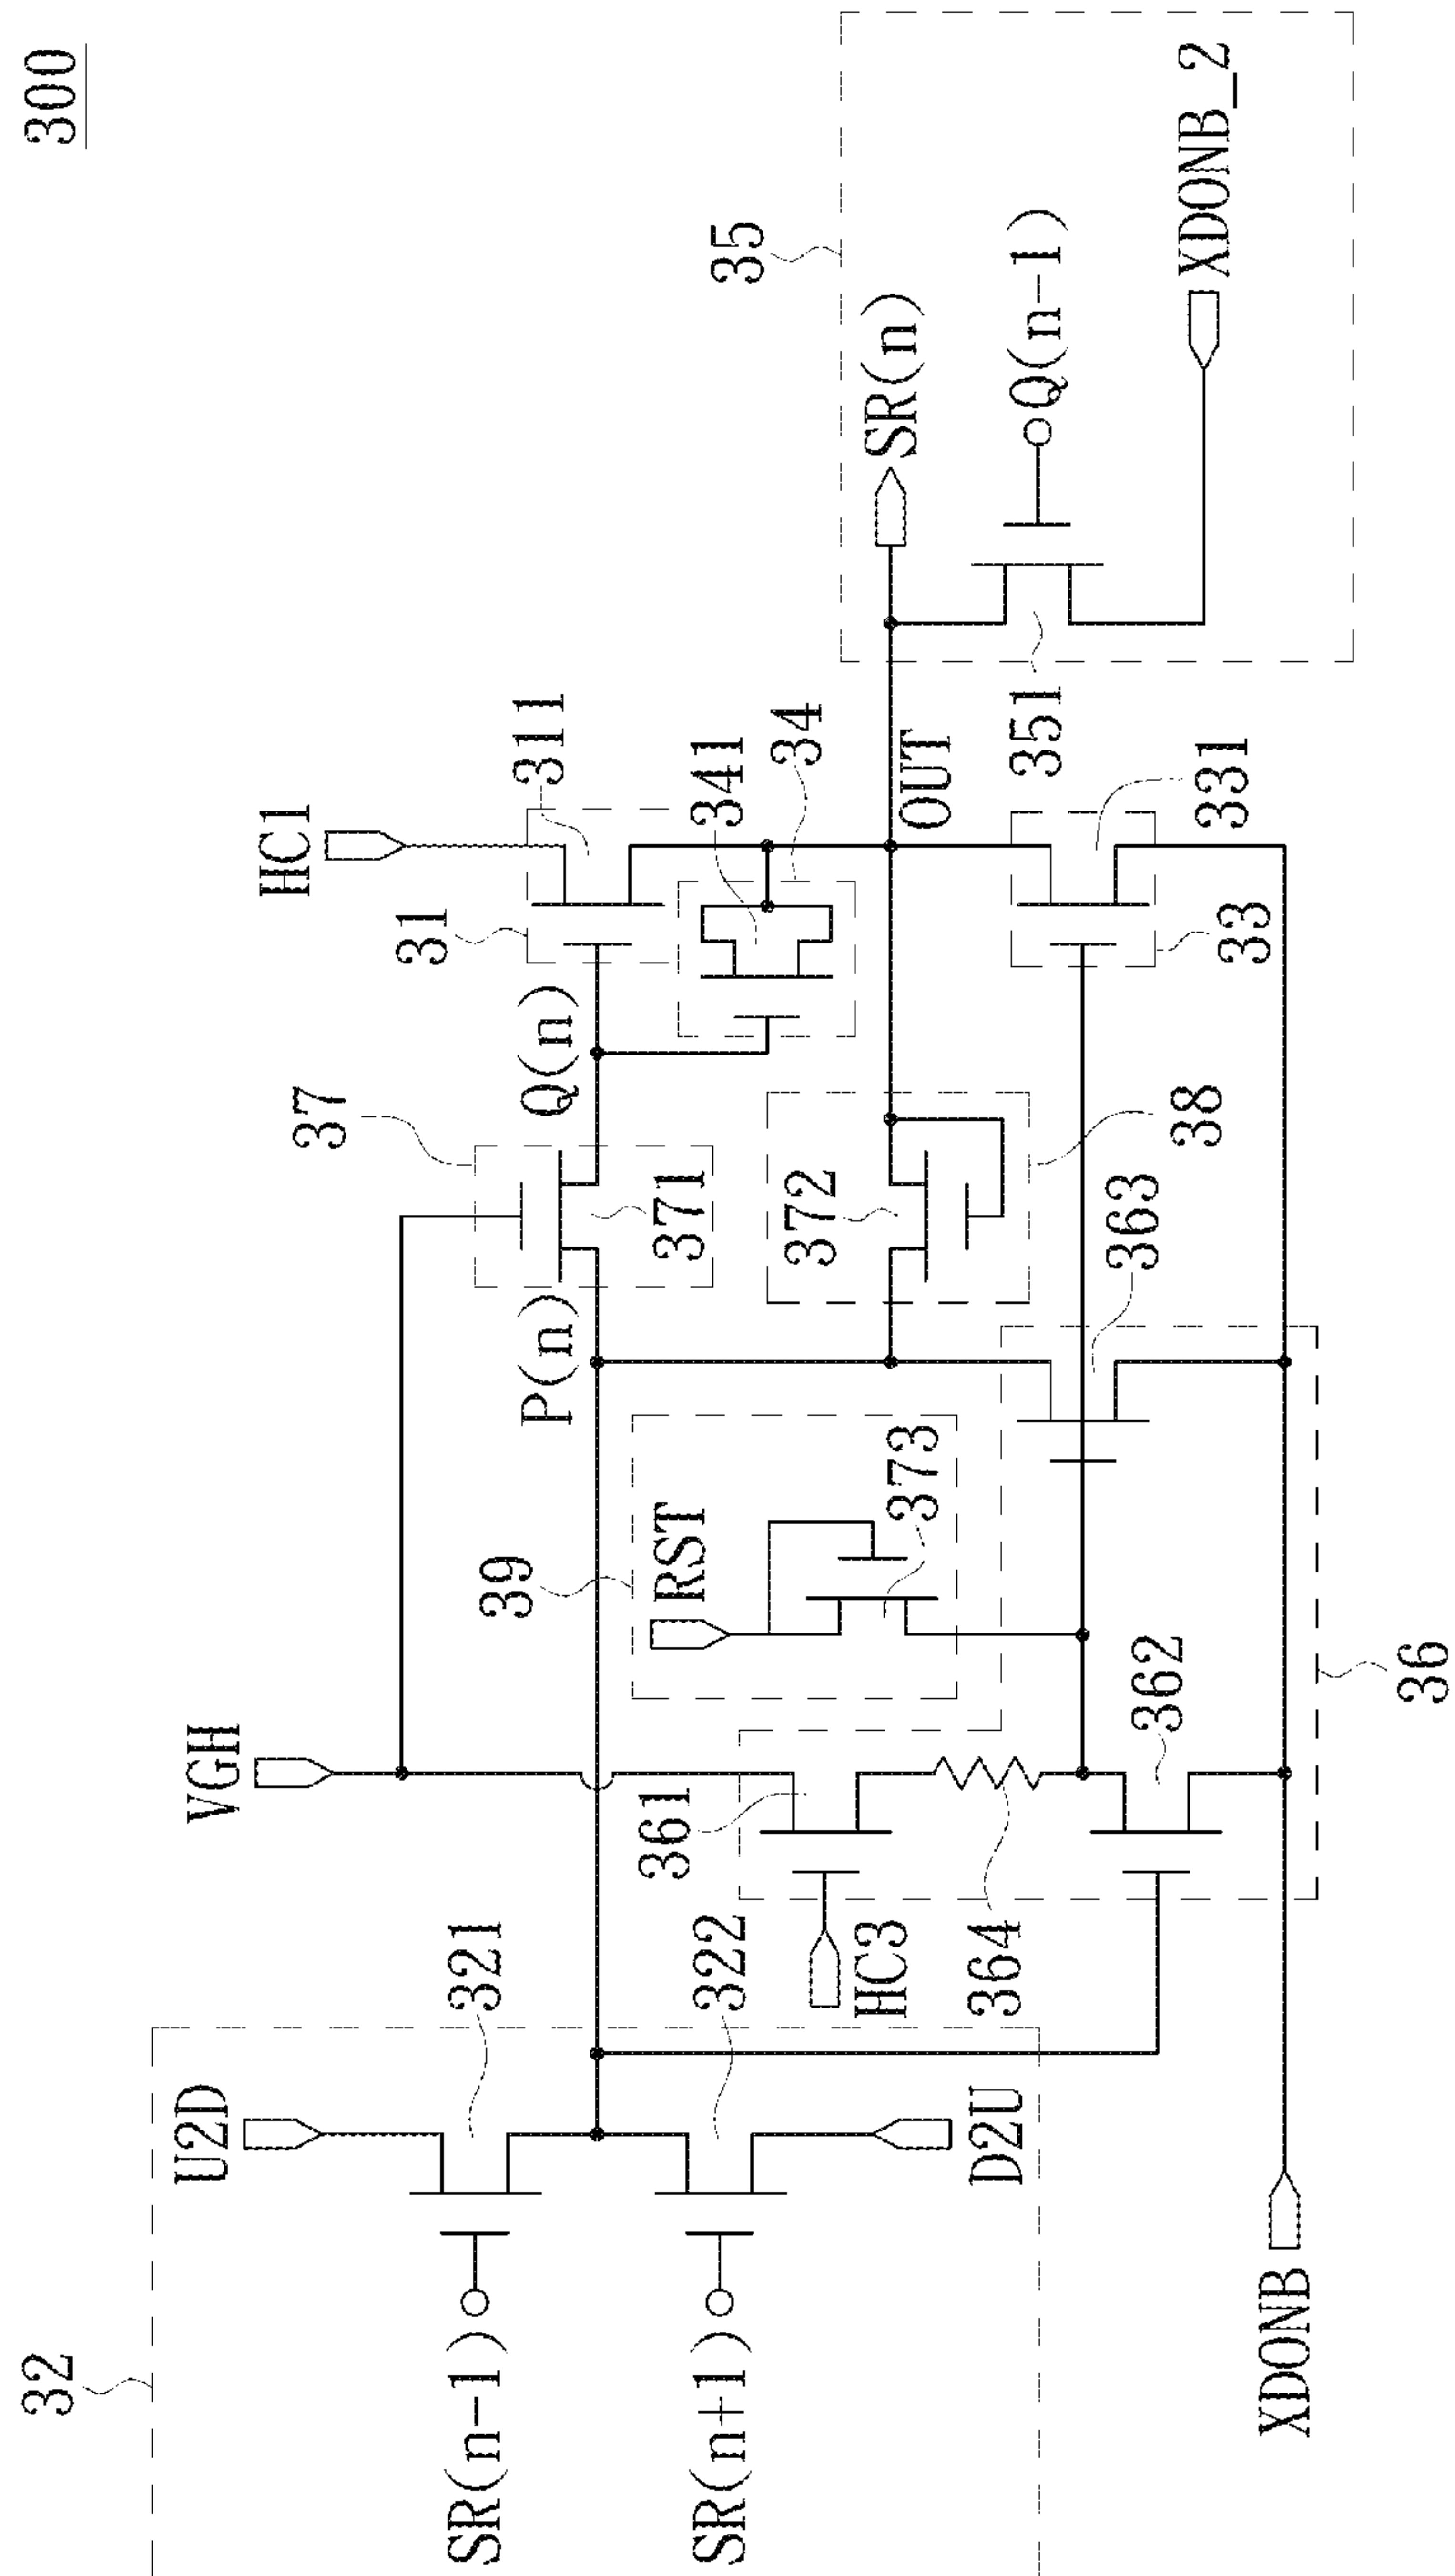 300
32
U2D
321
SR(n-1)
SR(n+1)
322
D2U
XDONB
VGH
HC3
361
364
362
36
39
RST
373
363
P(n)
37
371
Q(n)
372
38
HC1
31
311
341
34
OUT
33
331
35
351
SR(n)
Q(n-1)
XDONB_2